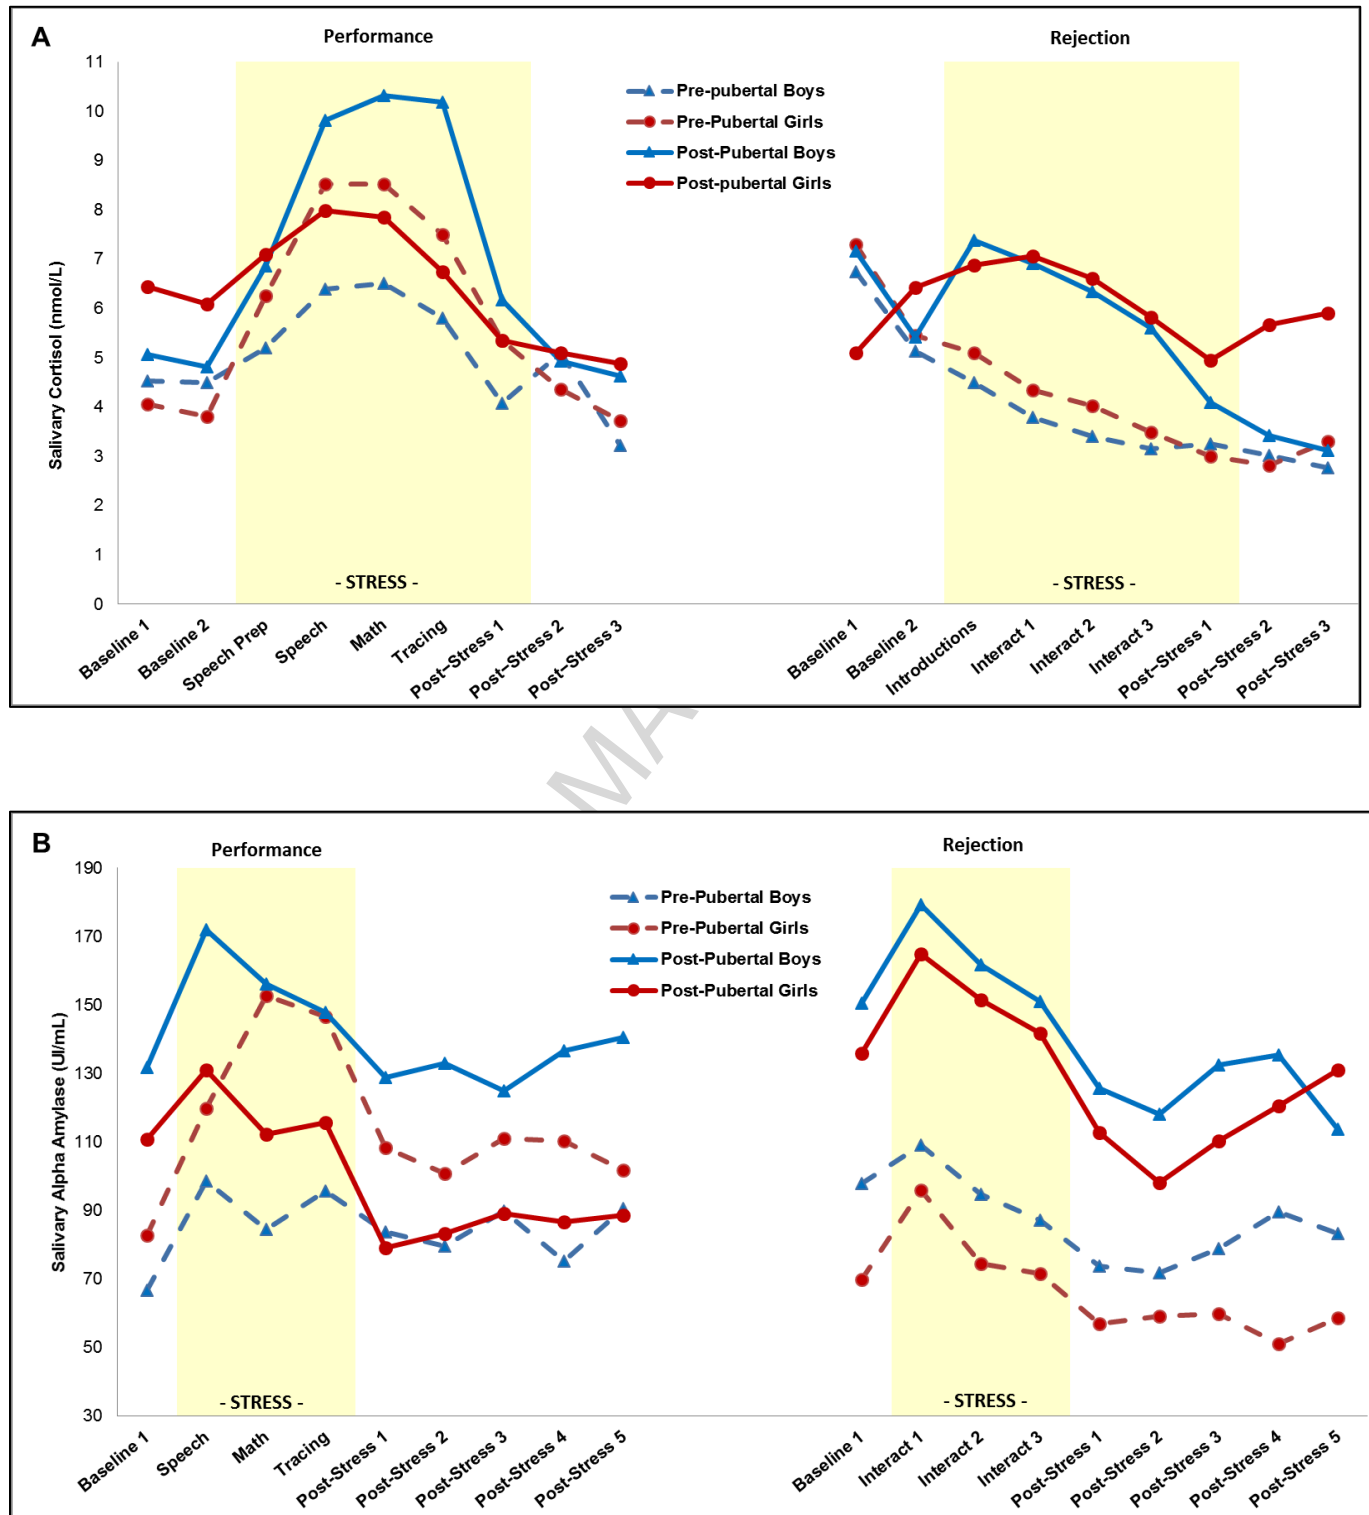 A
Performance
Rejection
11
10
9
8
7
6
5
4
3
2
1
0
Salivary Cortisol (nmol/L)
Pre-pubertal Boys
Pre-Pubertal Girls
Post-Pubertal Boys
Post-pubertal Girls
- STRESS -
- STRESS -
Baseline 1
Baseline 2
Speech Prep
Speech
Math
Tracing
Post–Stress 1
Post–Stress 2
Post–Stress 3
Baseline 1
Baseline 2
Introductions
Interact 1
Interact 2
Interact 3
Post–Stress 1
Post–Stress 2
Post–Stress 3
MA
B
Performance
Rejection
190
170
150
130
110
90
70
50
30
Salivary Alpha Amylase (UI/mL)
Pre-Pubertal Boys
Pre-Pubertal Girls
Post-Pubertal Boys
Post-Pubertal Girls
- STRESS -
- STRESS -
Baseline 1
Speech
Math
Tracing
Post-Stress 1
Post-Stress 2
Post-Stress 3
Post-Stress 4
Post-Stress 5
Baseline 1
Interact 1
Interact 2
Interact 3
Post-Stress 1
Post-Stress 2
Post-Stress 3
Post-Stress 4
Post-Stress 5